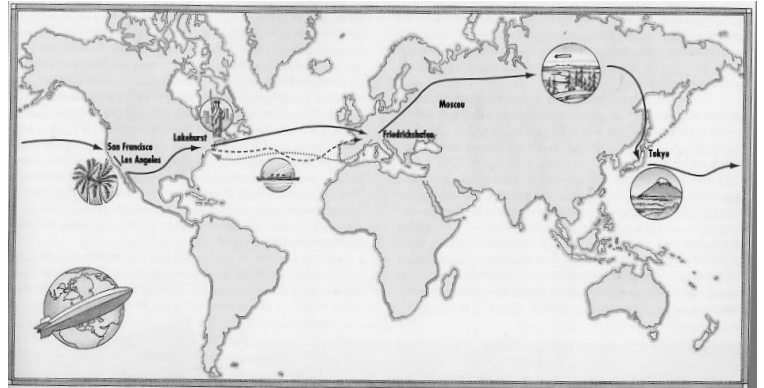 Moscou
Lakehurst
Friedrichshafen
San Francisco
Los Angeles
Tokyo